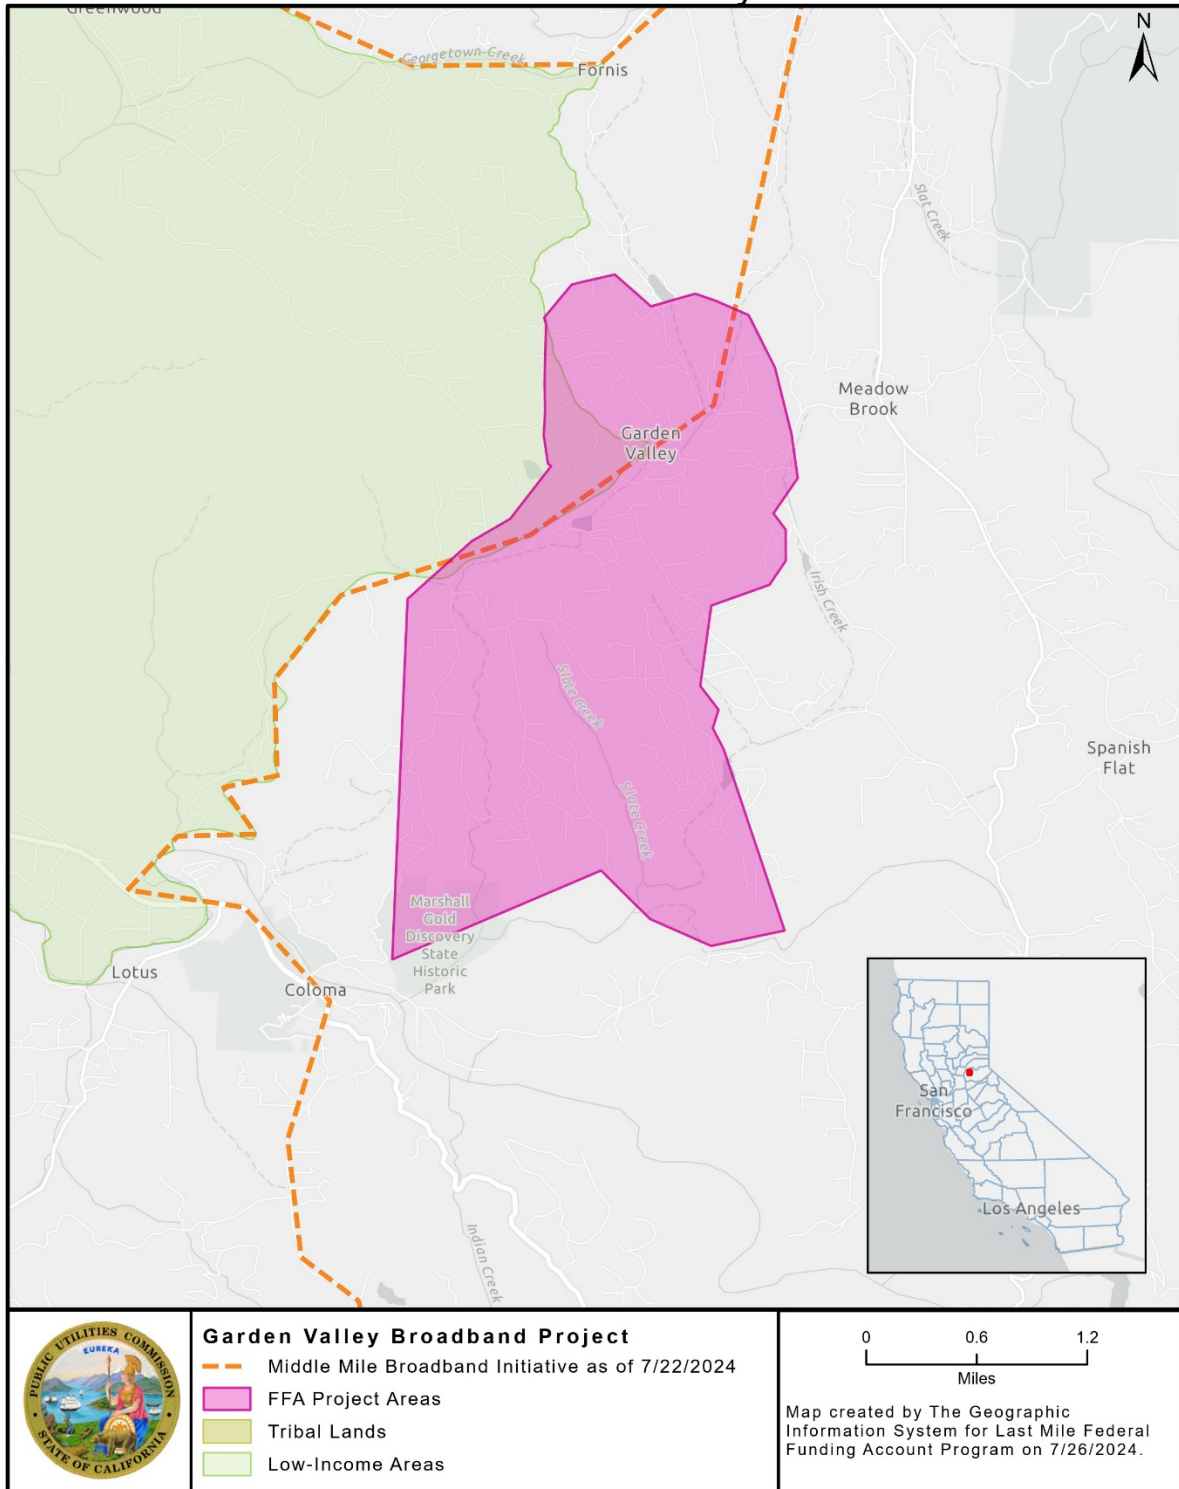 Greenwood
Georgetown Creek
Fornis
N
Slat Creek
Meadow
Brook
Garden
Valley
Irish Creek
Slate Creek
Spanish
Flat
Slate Creek
Marshall
Gold
Discovery
State
Historic
Park
Lotus
Coloma
Indian Creek
San
Francisco
Los Angeles
PUBLIC UTILITIES COMMISSION
EUREKA
STATE OF CALIFORNIA
Garden Valley Broadband Project
Middle Mile Broadband Initiative as of 7/22/2024
FFA Project Areas
Tribal Lands
Low-Income Areas
0 0.6 1.2
Miles
Map created by The Geographic
Information System for Last Mile Federal
Funding Account Program on 7/26/2024.